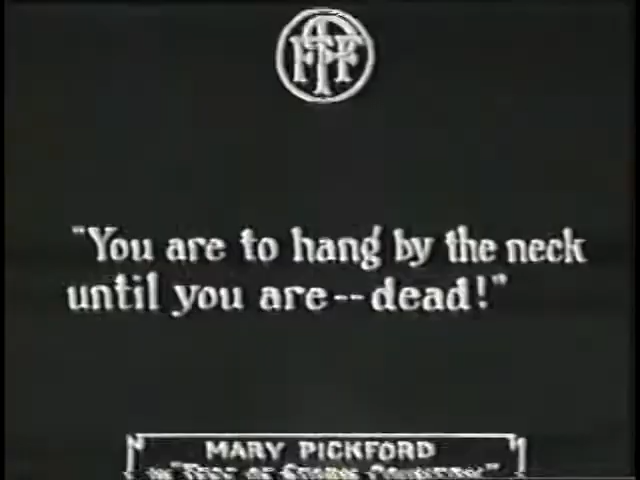 "You are to hang by the neck
until you are--dead!"
MARY PICKFORD